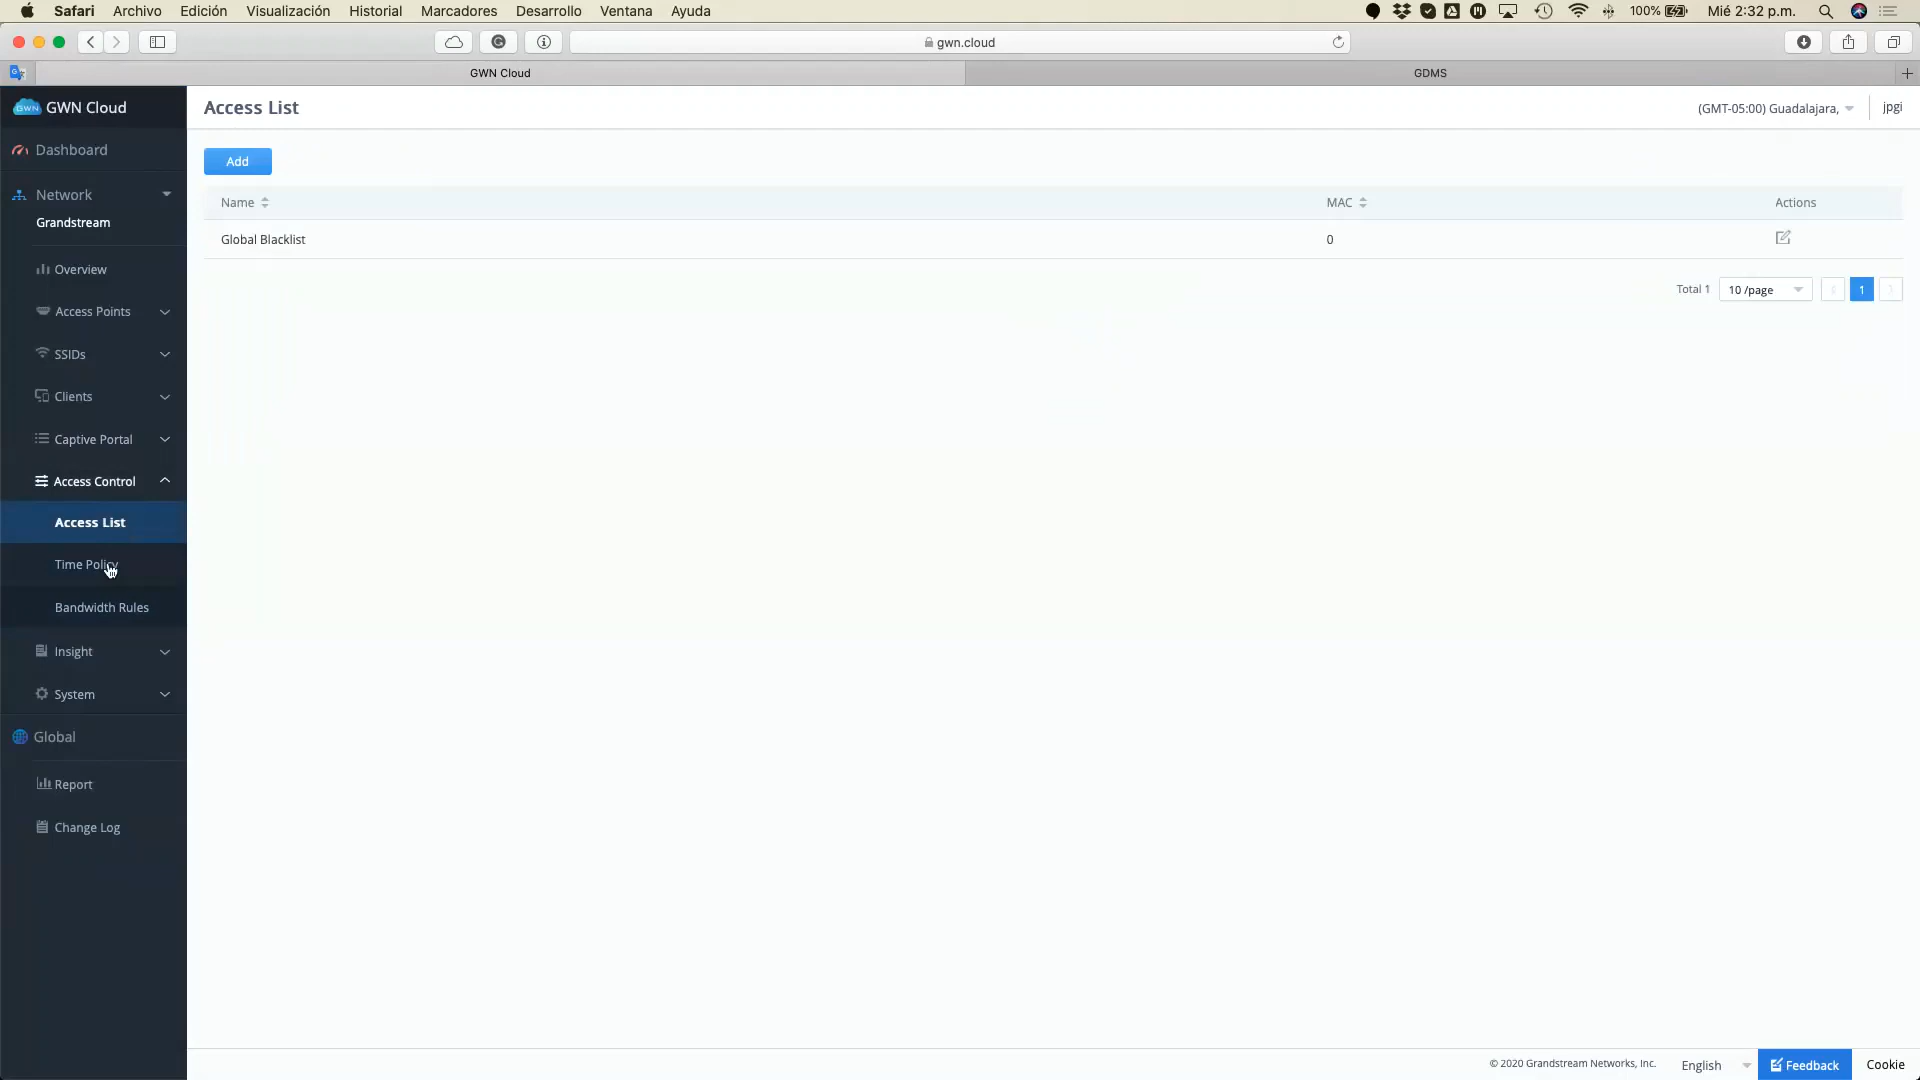 Safari Archivo Edición Visualización Historial Marcadores Desarrollo Ventana Ayuda 100% Mié 2:32 p.m.
gwn.cloud
GWN Cloud GDMS
GWN GWN Cloud
Access List
(GMT-05:00) Guadalajara, jpgi
Dashboard
Add
Network
Grandstream
Name MAC Actions
Global Blacklist 0
Overview
Total 1 10 /page 1
Access Points
SSIDs
Clients
Captive Portal
Access Control
Access List
Time Policy
Bandwidth Rules
Insight
System
Global
Report
Change Log
© 2020 Grandstream Networks, Inc. English Feedback Cookie